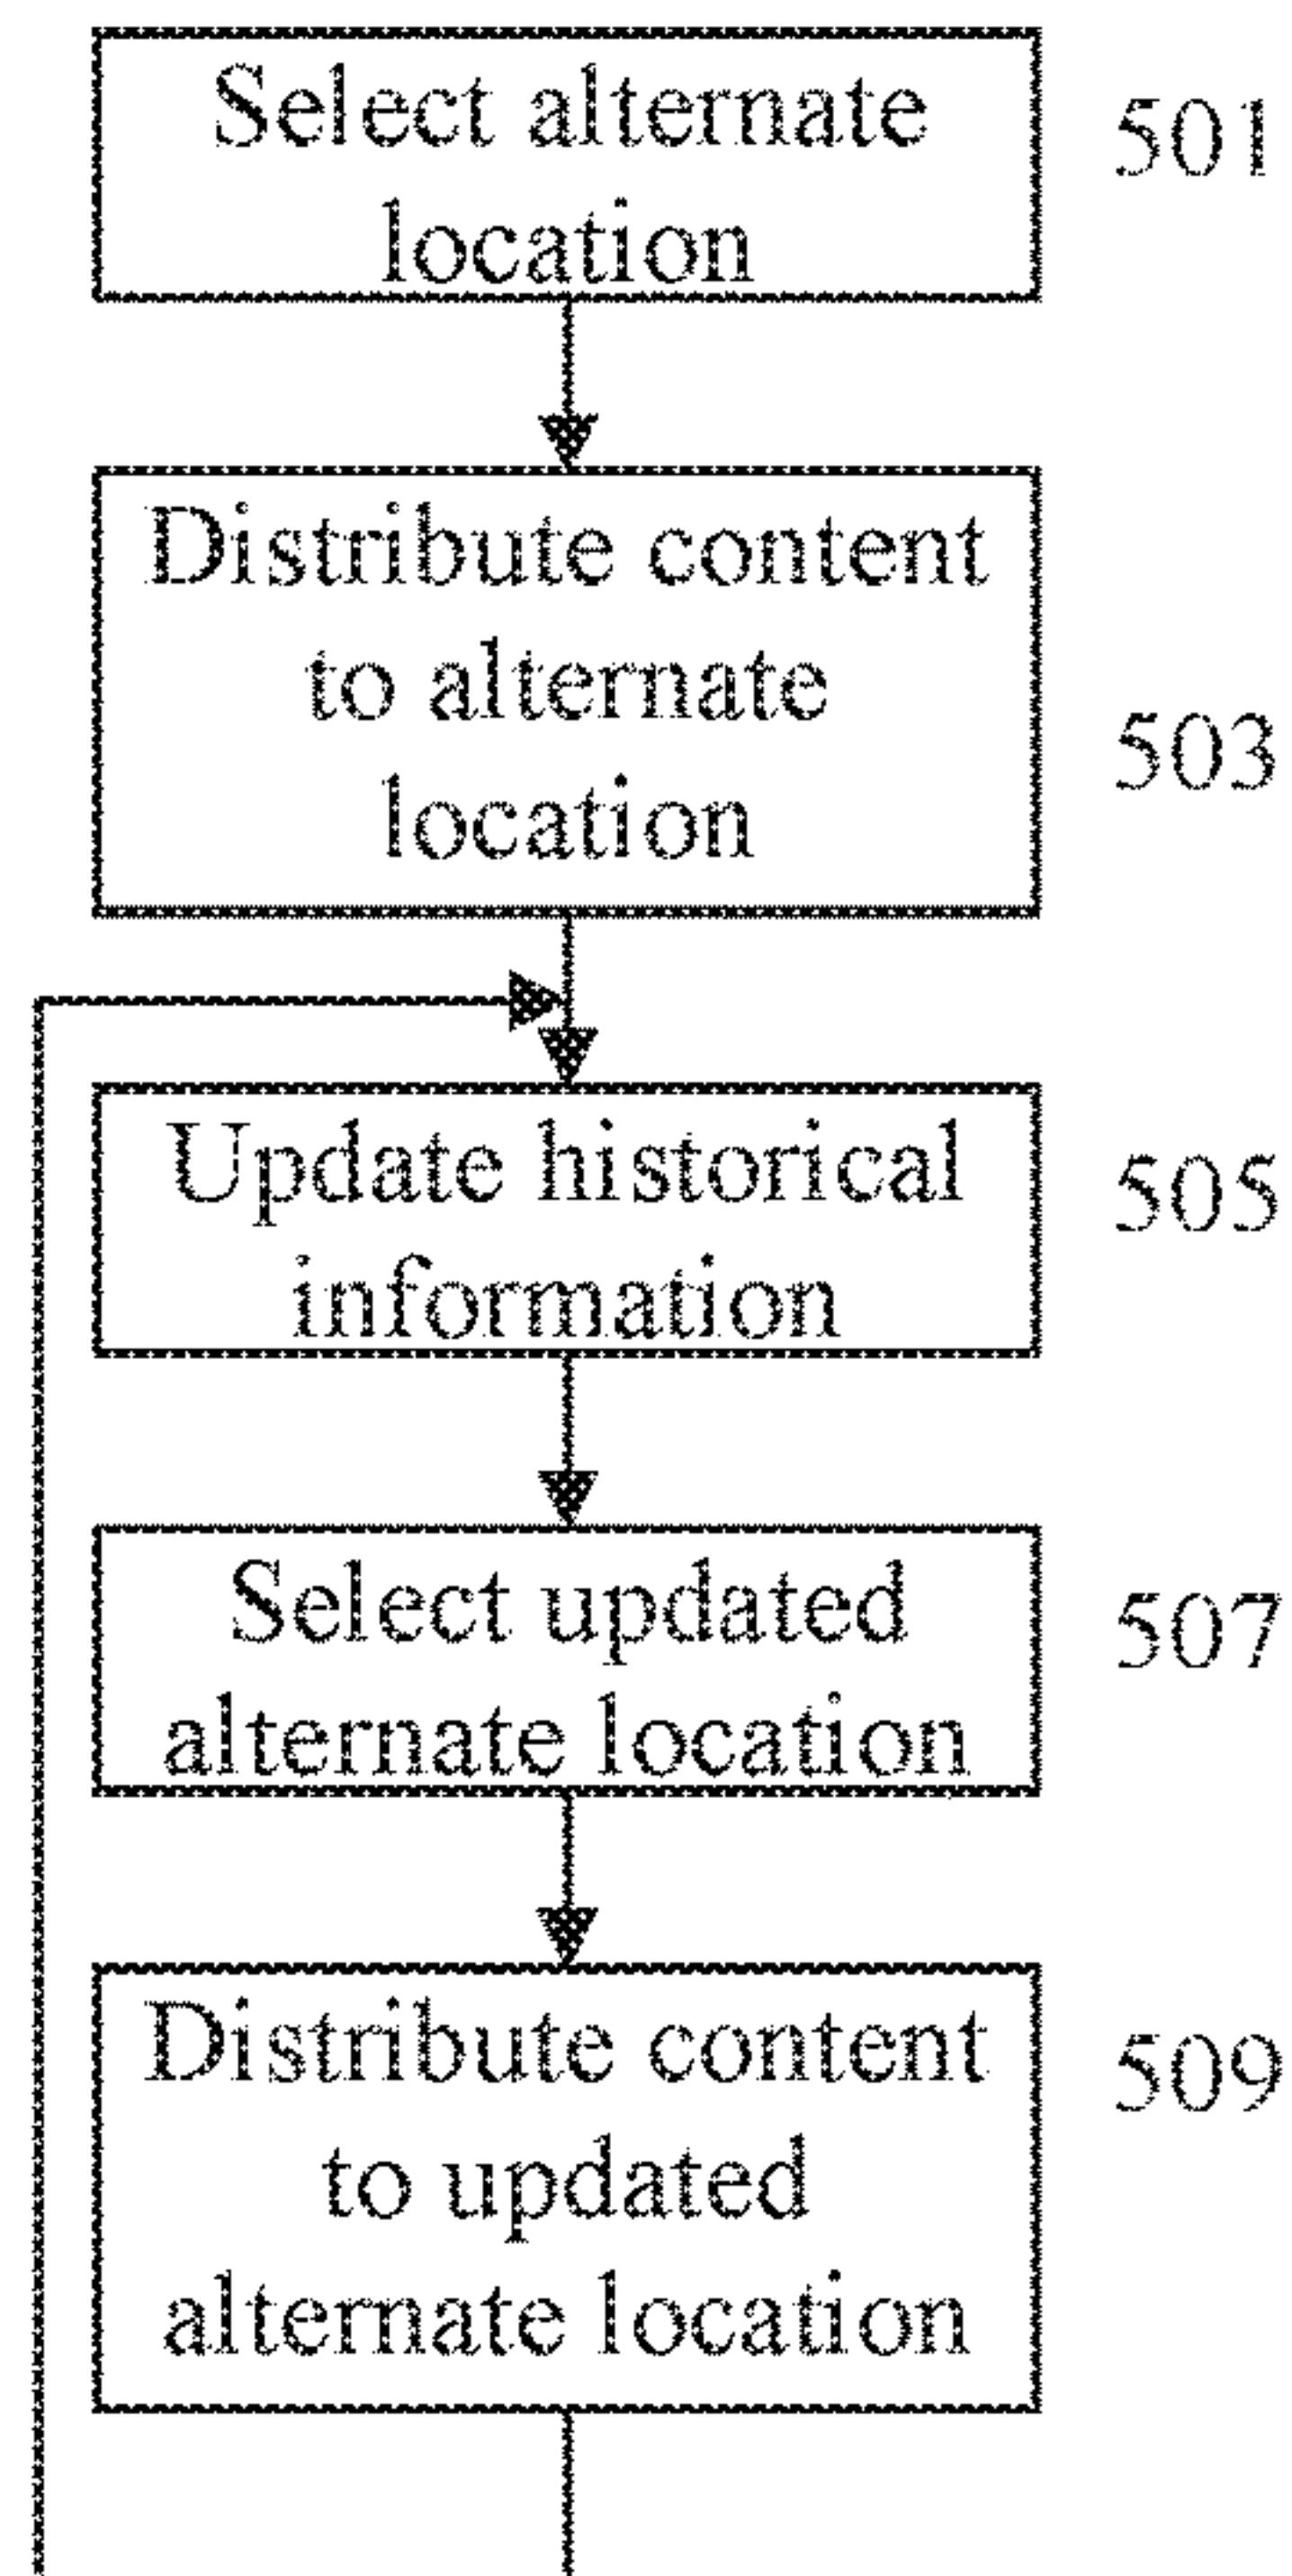 Select alternate
location
501
Distribute content
to alternate
location
503
Update historical
information
505
Select updated
alternate location
507
Distribute content
to updated
alternate location
509